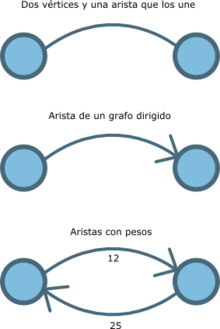 Dos vértices y una arista que los une
Arista de un grafo dirigido
Aristas con pesos
12
25